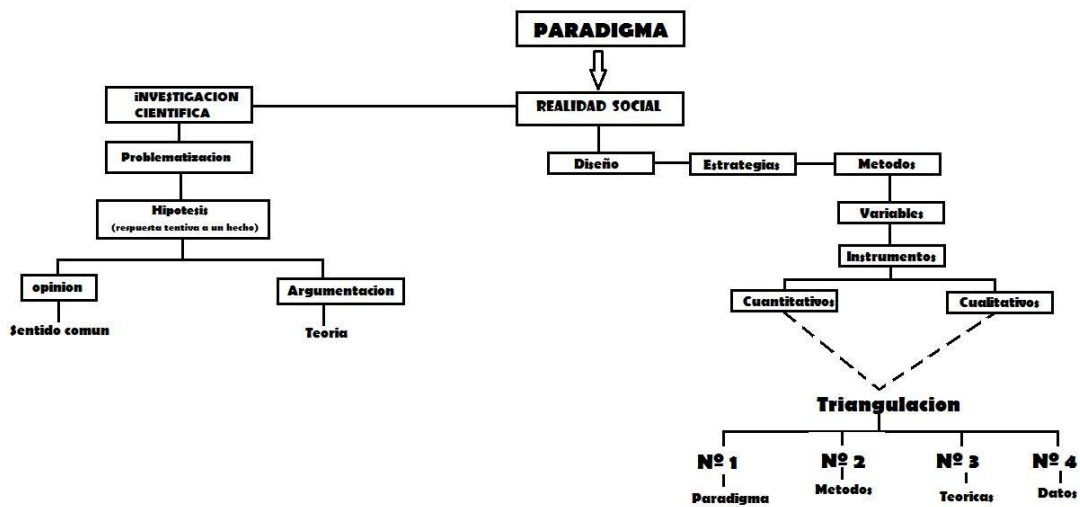 PARADIGMA
iNVESTIGACION
CIENTIFICA
REALIDAD SOCIAL
Problematizacion
Diseño
Estrategias
Metodos
Hipotesis
(respuesta tentiva a un hecho)
Variables
Instrumentos
opinion
Argumentacion
Cuantitativos
Cualitativos
Sentido comun
Teoria
Triangulacion
Nº 1
Nº 2
Nº 3
Nº 4
Paradigma
Metodos
Teoricas
Datos